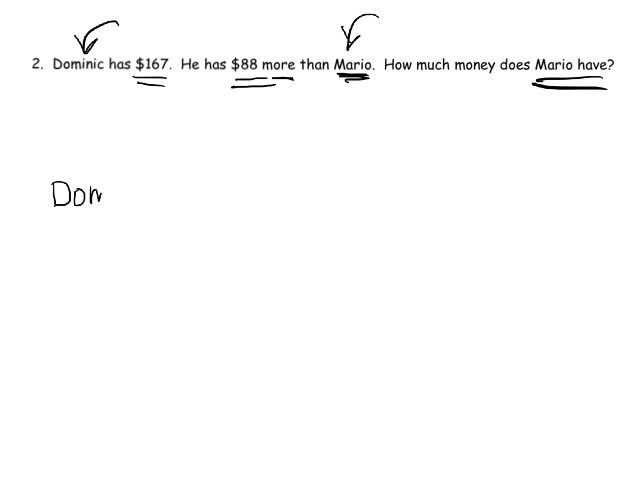 2. Dominic has $167. He has $88 more than Mario. How much money does Mario have?
Dom